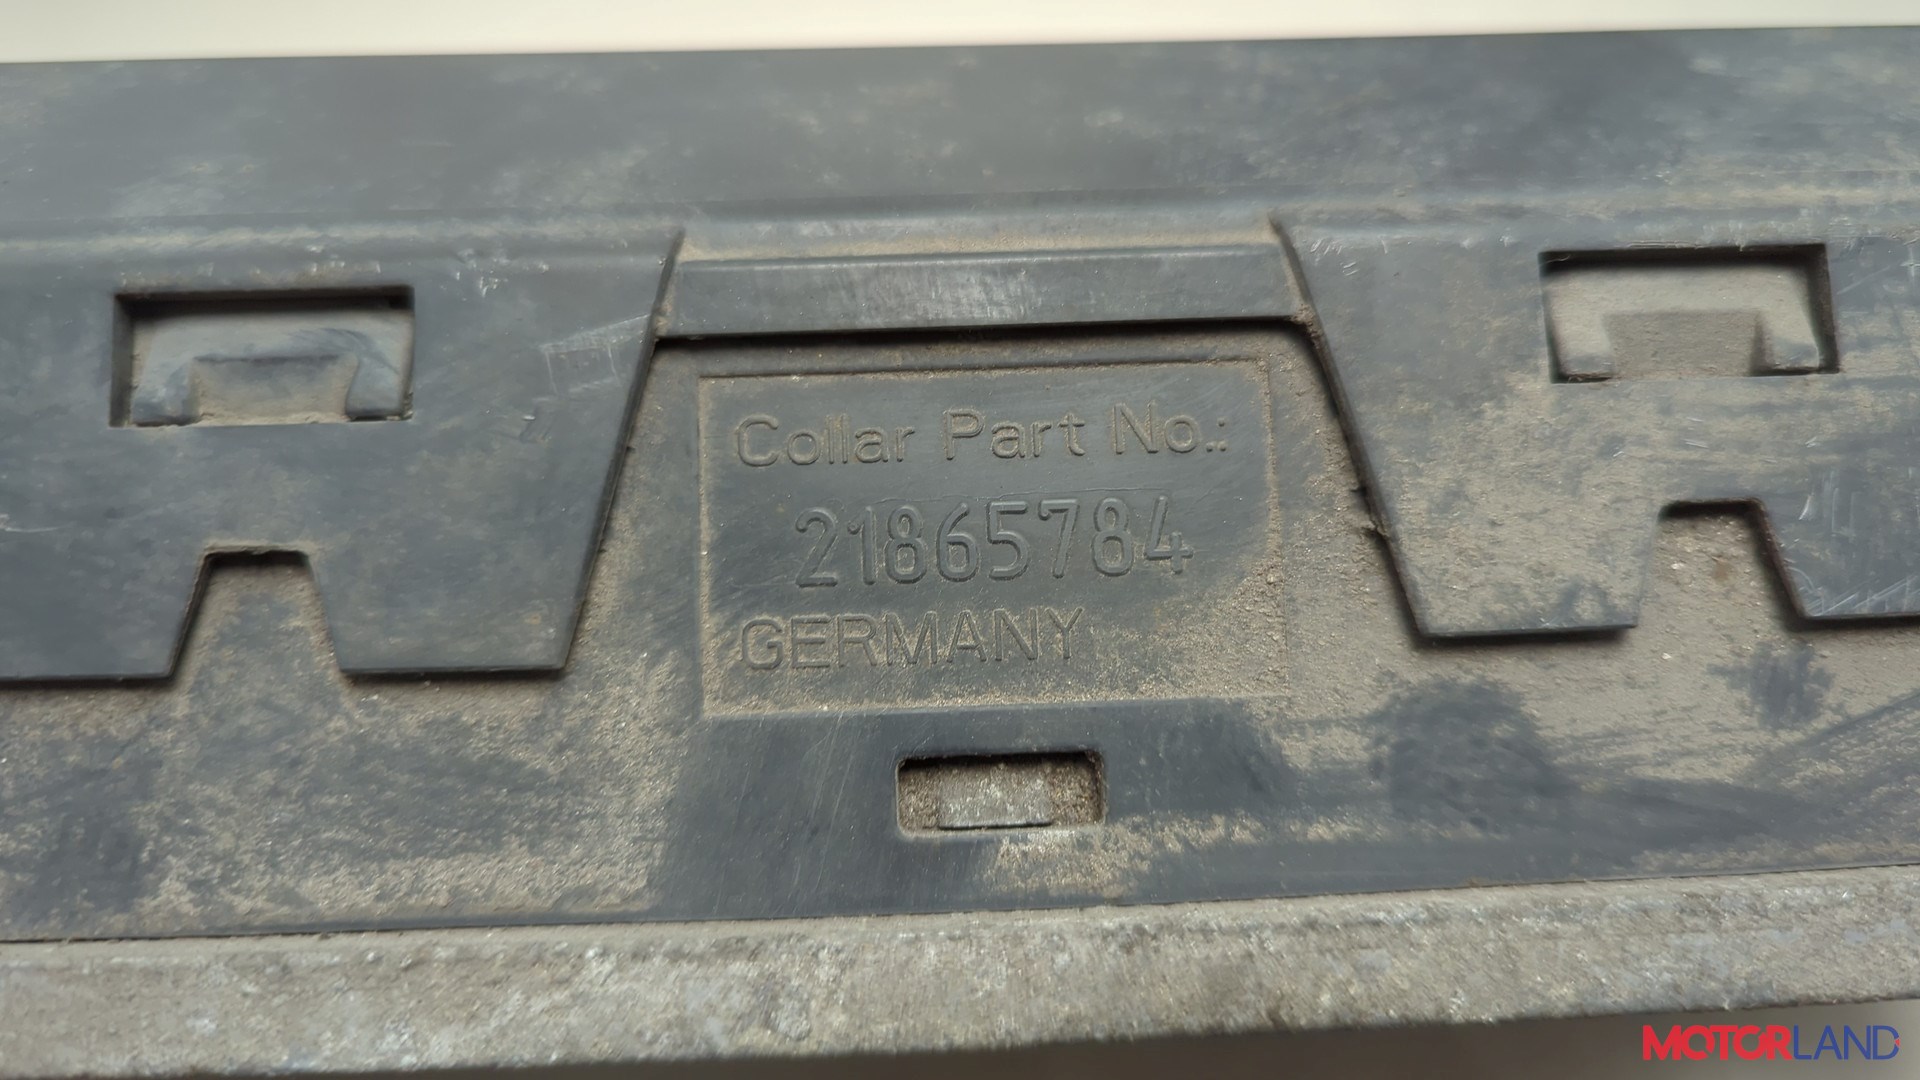 Collar Part No.:
21865784
GERMANY
MOTORLAND